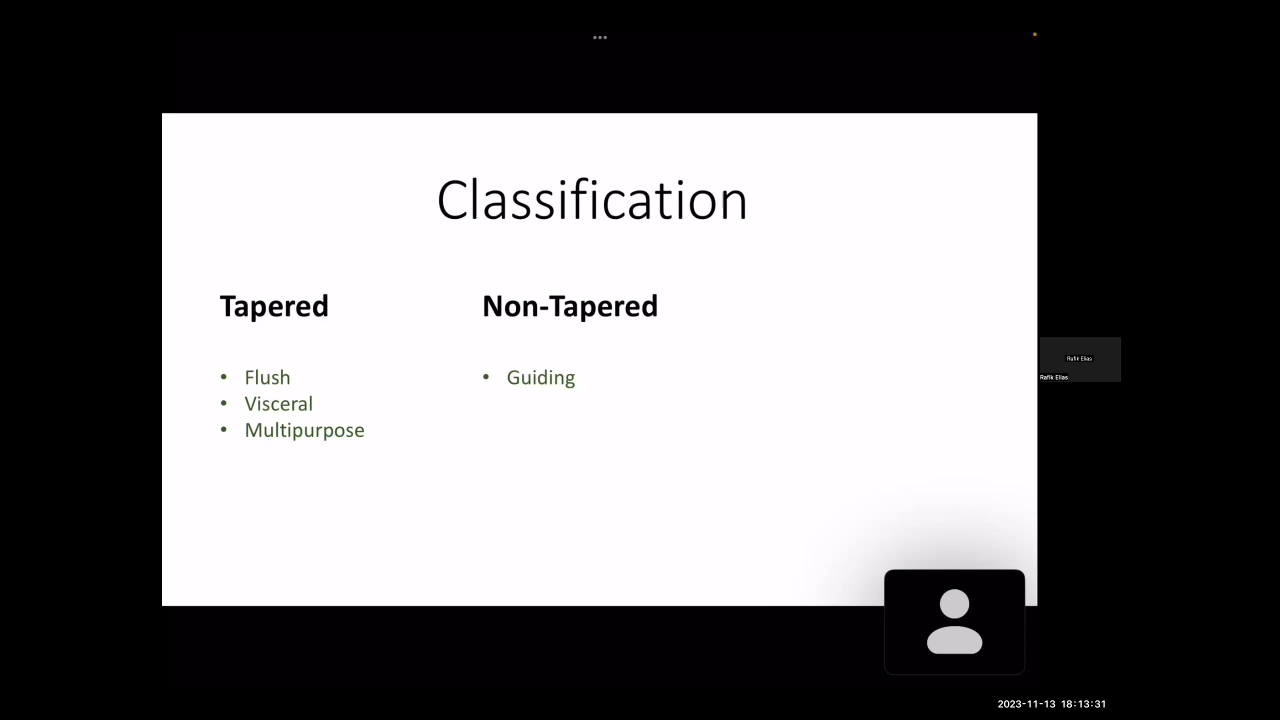 Classification
Tapered
Non-Tapered
• Flush
• Visceral
• Multipurpose
• Guiding
Rafik Elias
Rafik Elias
2023-11-13 18:13:31